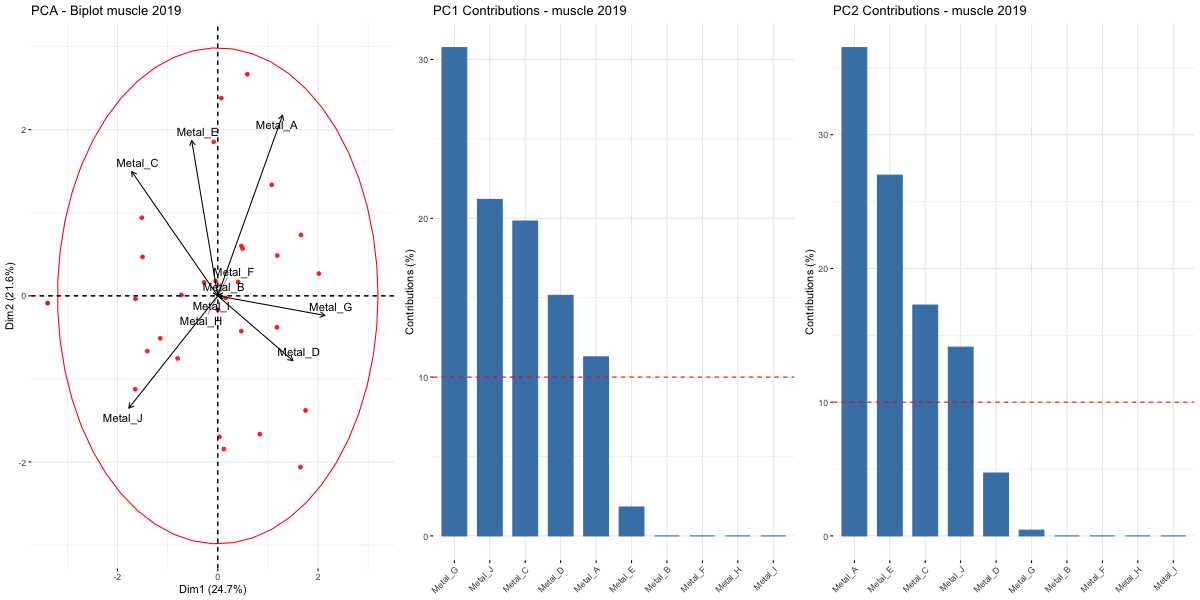 PCA - Biplot muscle 2019
Dim2 (21.6%)
2
0
-2
Metal_A
Metal_E
Metal_C
Metal_F
Metal_B
Metal_I
Metal_G
Metal_H
Metal_D
Metal_J
-2
0
2
Dim1 (24.7%)
PC1 Contributions - muscle 2019
Contributions (%)
30
20
10
0
Metal_G
Metal_J
Metal_C
Metal_D
Metal_A
Metal_E
Metal_B
Metal_F
Metal_H
Metal_I
PC2 Contributions - muscle 2019
Contributions (%)
30
20
10
0
Metal_A
Metal_E
Metal_C
Metal_J
Metal_D
Metal_G
Metal_B
Metal_F
Metal_H
Metal_I